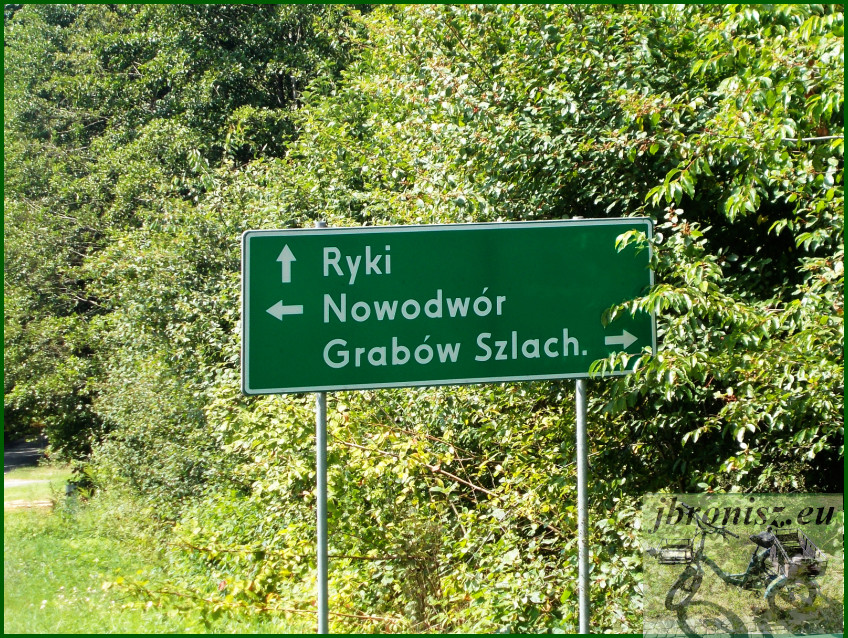 Ryki
Nowodwór
Grabów Szlach.
jbronisz.eu